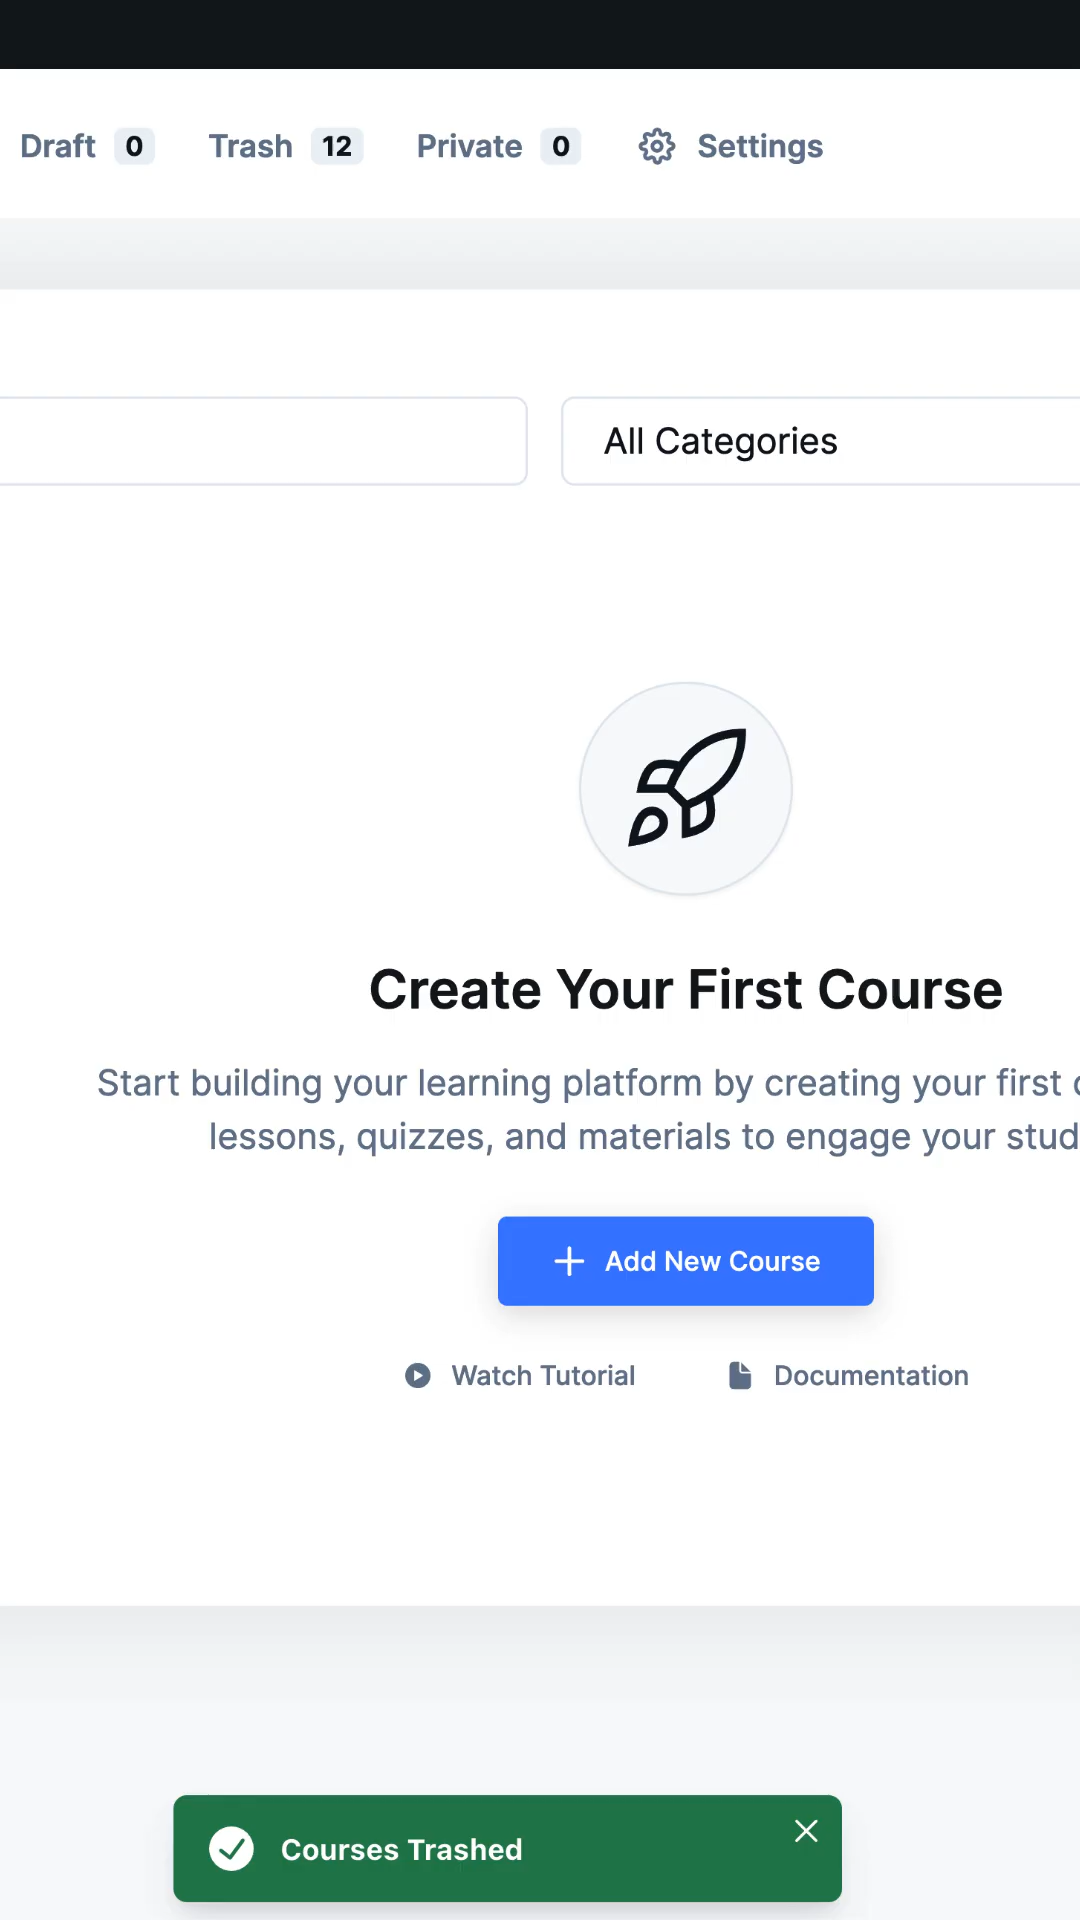 Draft 0 Trash 12 Private 0 Settings
All Categories
Create Your First Course
Start building your learning platform by creating your first
lessons, quizzes, and materials to engage your stud
Add New Course
Watch Tutorial Documentation
Courses Trashed